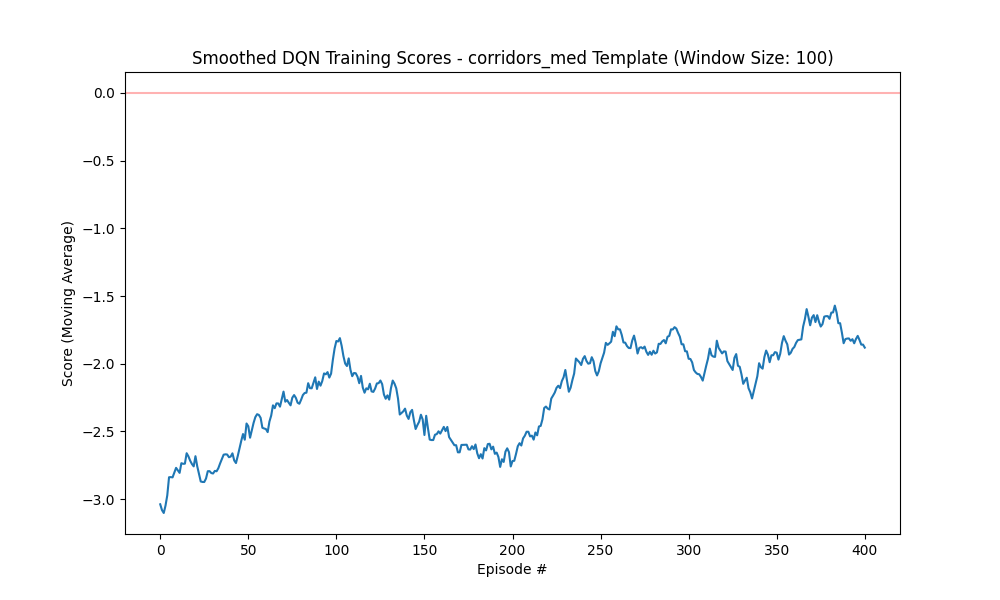 Smoothed DQN Training Scores - corridors_med Template (Window Size: 100)
Score (Moving Average)
0.0
−0.5
−1.0
−1.5
−2.0
−2.5
−3.0
0 50 100 150 200 250 300 350 400
Episode #